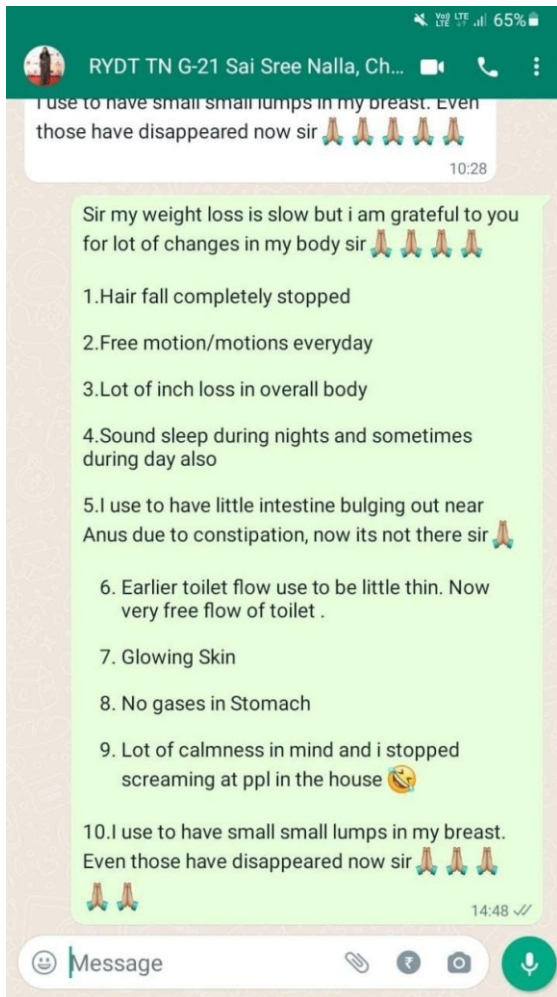 Voo LTE 65%
LTE
RYDT TN G-21 Sai Sree Nalla, Ch...
I use to have small small lumps in my breast. Even
those have disappeared now sir🙏🏼🙏🏼🙏🏼🙏🏼🙏🏼
10:28
Sir my weight loss is slow but i am grateful to you
for lot of changes in my body sir🙏🏼🙏🏼🙏🏼🙏🏼
1.Hair fall completely stopped
2.Free motion/motions everyday
3.Lot of inch loss in overall body
4.Sound sleep during nights and sometimes
during day also
5.I use to have little intestine bulging out near
Anus due to constipation, now its not there sir🙏🏼
6. Earlier toilet flow use to be little thin. Now
very free flow of toilet .
7. Glowing Skin
8. No gases in Stomach
9. Lot of calmness in mind and i stopped
screaming at ppl in the house 🤣
10.I use to have small small lumps in my breast.
Even those have disappeared now sir🙏🏼🙏🏼🙏🏼
🙏🏼🙏🏼
14:48
Message
₹